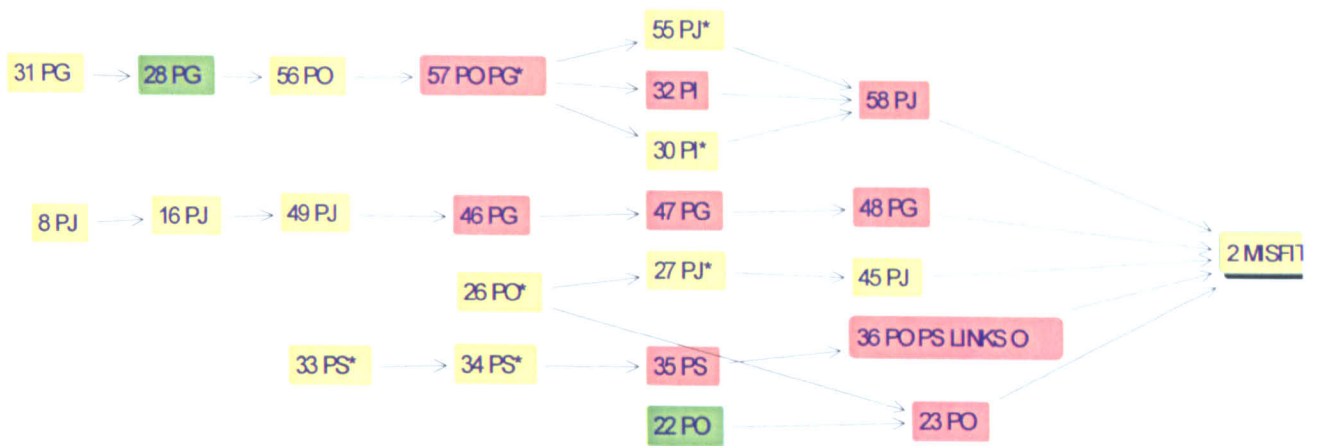 55 PJ*
31 PG
28 PG
56 PO
57 PO PG*
32 PI
58 PJ
30 PI*
8 PJ
16 PJ
49 PJ
46 PG
47 PG
48 PG
2 MISFIT
26 PO*
27 PJ*
45 PJ
33 PS*
34 PS*
35 PS
36 PO PS LINKS O
22 PO
23 PO